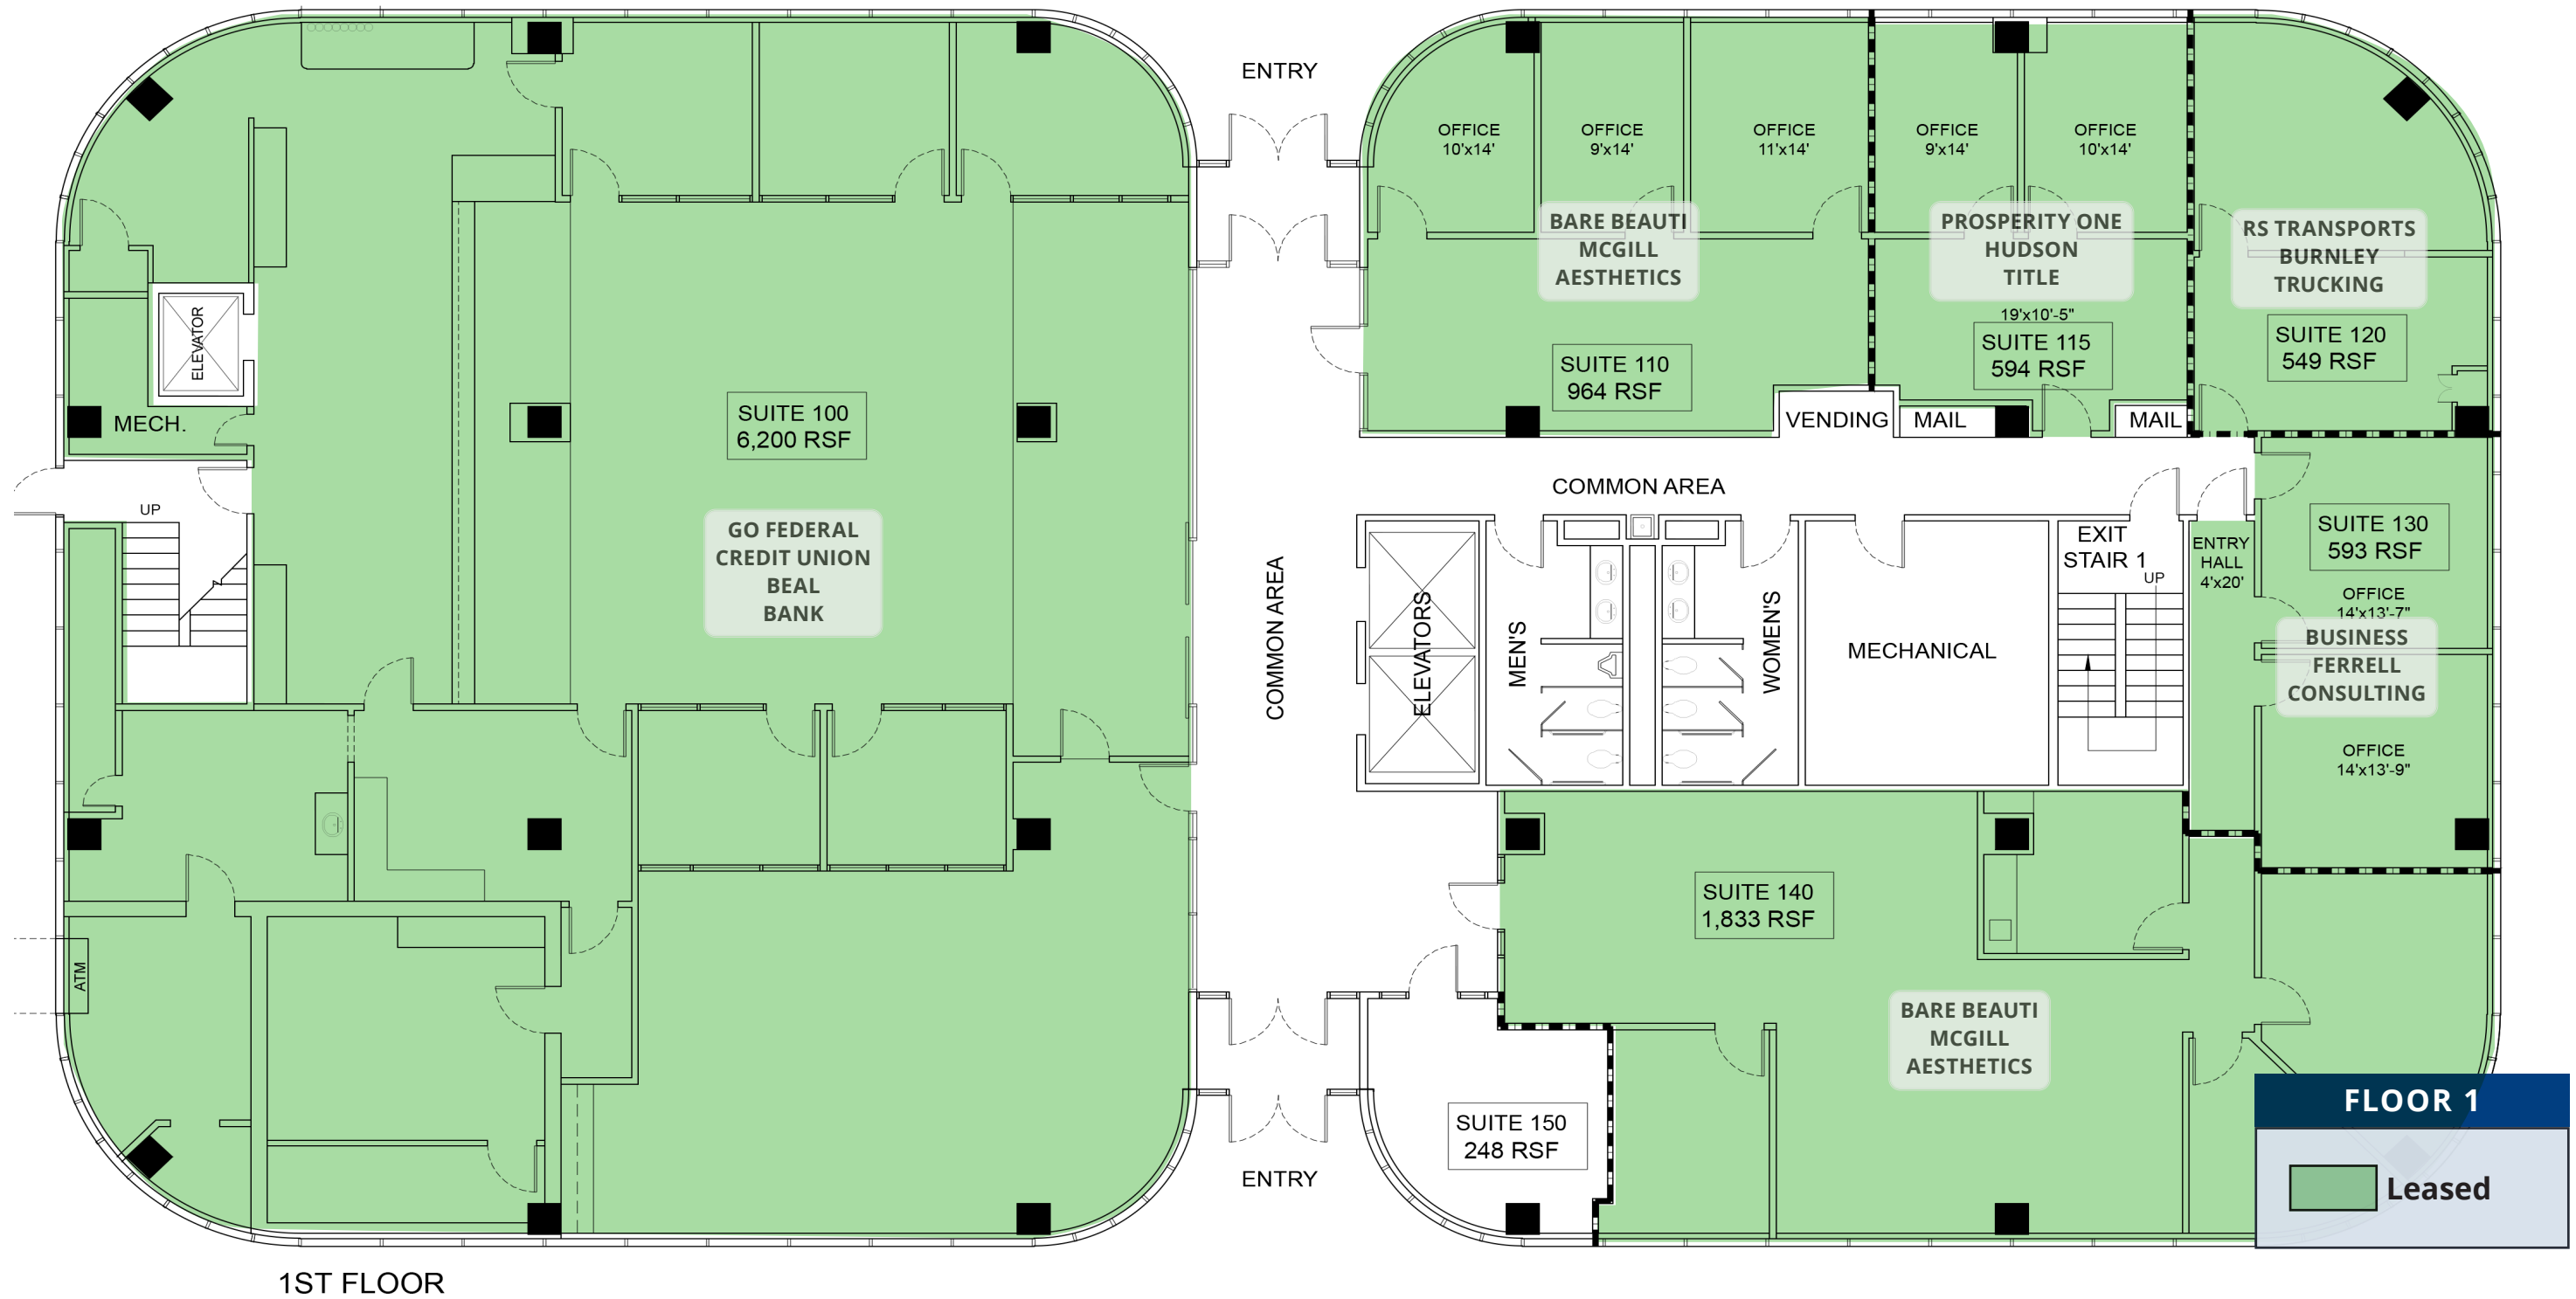 ENTRY
OFFICE
10'x14'
OFFICE
9'x14'
OFFICE
11'x14'
OFFICE
9'x14'
OFFICE
10'x14'
BARE BEAUTI
MCGILL
AESTHETICS
PROSPERITY ONE
HUDSON
TITLE
RS TRANSPORTS
BURNLEY
TRUCKING
19'x10'-5"
SUITE 110
964 RSF
SUITE 115
594 RSF
SUITE 120
549 RSF
ELEVATOR
MECH.
SUITE 100
6,200 RSF
VENDING
MAIL
MAIL
UP
COMMON AREA
GO FEDERAL
CREDIT UNION
BEAL
BANK
COMMON AREA
ELEVATORS
MEN'S
WOMEN'S
MECHANICAL
EXIT
STAIR 1
UP
ENTRY
HALL
4'x20'
SUITE 130
593 RSF
OFFICE
14'x13'-7"
BUSINESS
FERRELL
CONSULTING
OFFICE
14'x13'-9"
SUITE 140
1,833 RSF
ATM
BARE BEAUTI
MCGILL
AESTHETICS
SUITE 150
248 RSF
ENTRY
FLOOR 1
Leased
1ST FLOOR